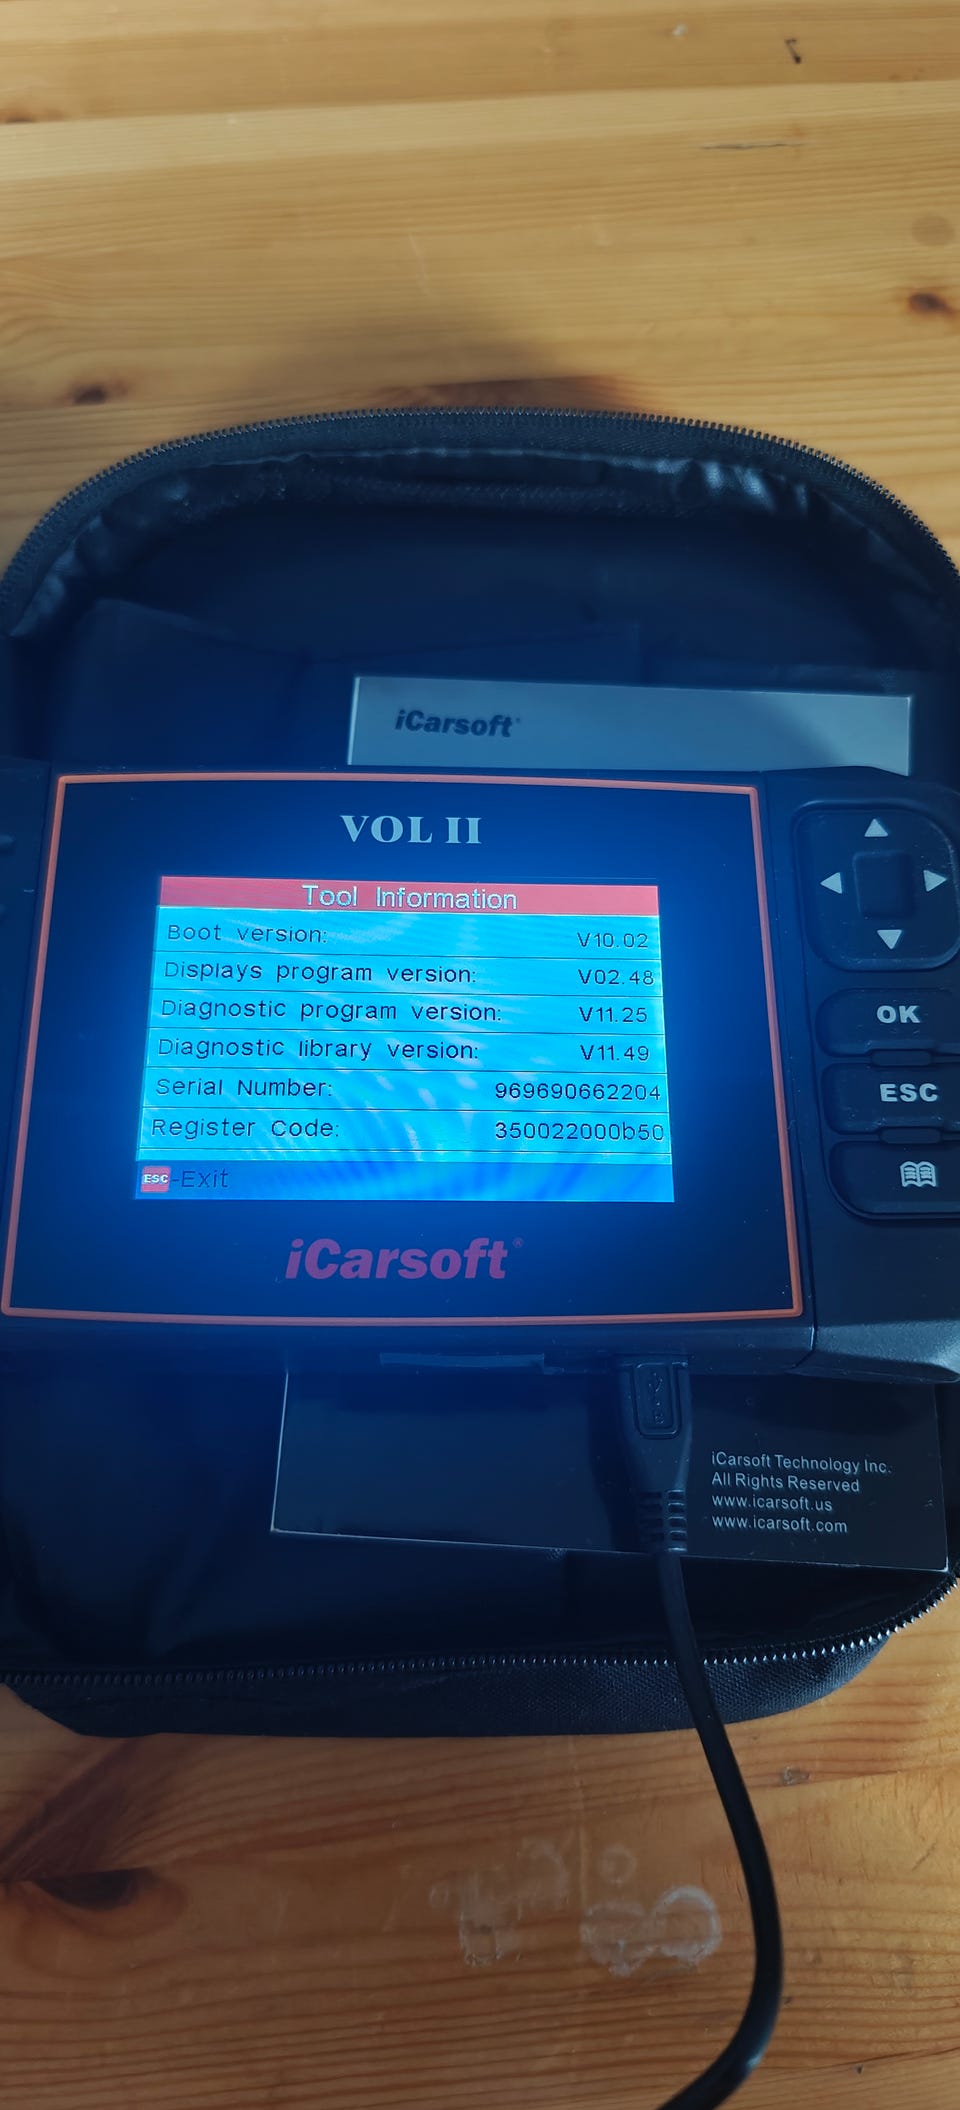 iCarsoft®
VOL II
Tool Information
Boot version: V10.02
Displays program version: V02.48
Diagnostic program version: V11.25
Diagnostic library version: V11.49
Serial Number: 969690662204
Register Code: 350022000b50
ESC-Exit
iCarsoft®
OK
ESC
iCarsoft Technology Inc.
All Rights Reserved
www.icarsoft.us
www.icarsoft.com